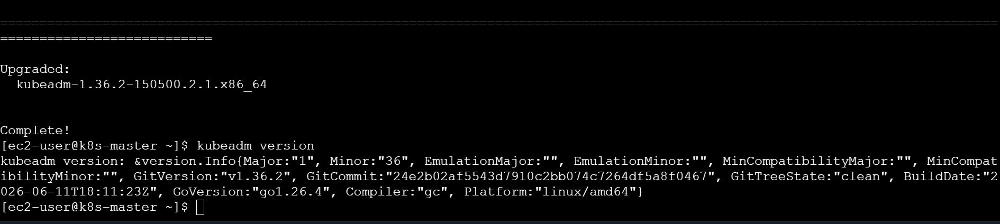 ================================================================================================================================
===========================
Upgraded:
  kubeadm-1.36.2-150500.2.1.x86_64
Complete!
[ec2-user@k8s-master ~]$ kubeadm version
kubeadm version: &version.Info{Major:"1", Minor:"36", EmulationMajor:"", EmulationMinor:"", MinCompatibilityMajor:"", MinCompat
ibilityMinor:"", GitVersion:"v1.36.2", GitCommit:"24e2b02af5543d7910c2bb074c7264df5a8f0467", GitTreeState:"clean", BuildDate:"2
026-06-11T18:11:23Z", GoVersion:"go1.26.4", Compiler:"gc", Platform:"linux/amd64"}
[ec2-user@k8s-master ~]$